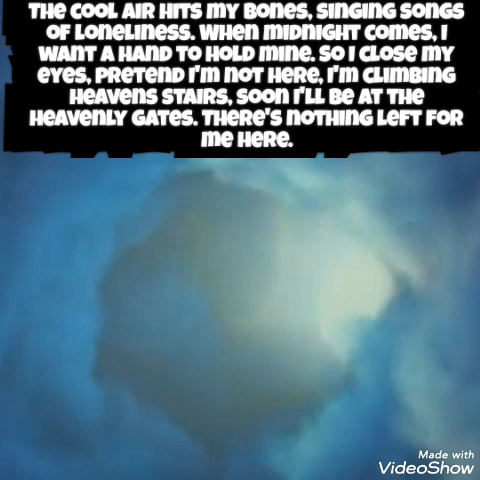 THE COOL AIR HITS MY BONES, SINGING SONGS
OF LONELINESS. WHEN MIDNIGHT COMES, I
WANT A HAND TO HOLD MINE. SO I CLOSE MY
EYES, PRETEND I'M NOT HERE, I'M CLIMBING
HEAVENS STAIRS, SOON I'LL BE AT THE
HEAVENLY GATES. THERE'S NOTHING LEFT FOR
ME HERE.
Made with
VideoShow